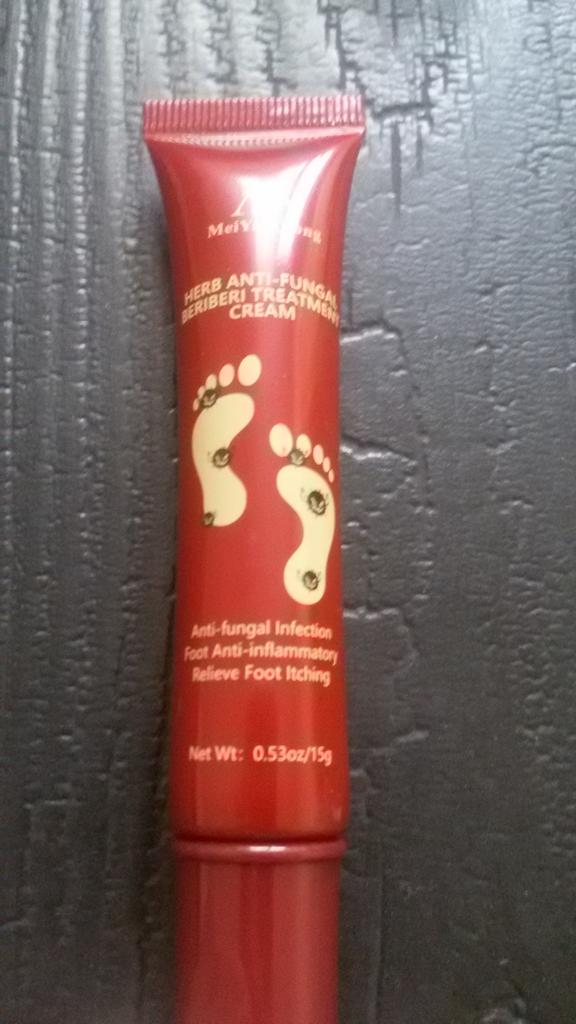 HERB ANTI-FUNGAL
BERIBERI TREATMENT
CREAM
Anti-fungal Infection
Foot Anti-inflammatory
Relieve Foot Itching
Net Wt: 0.53oz/15g